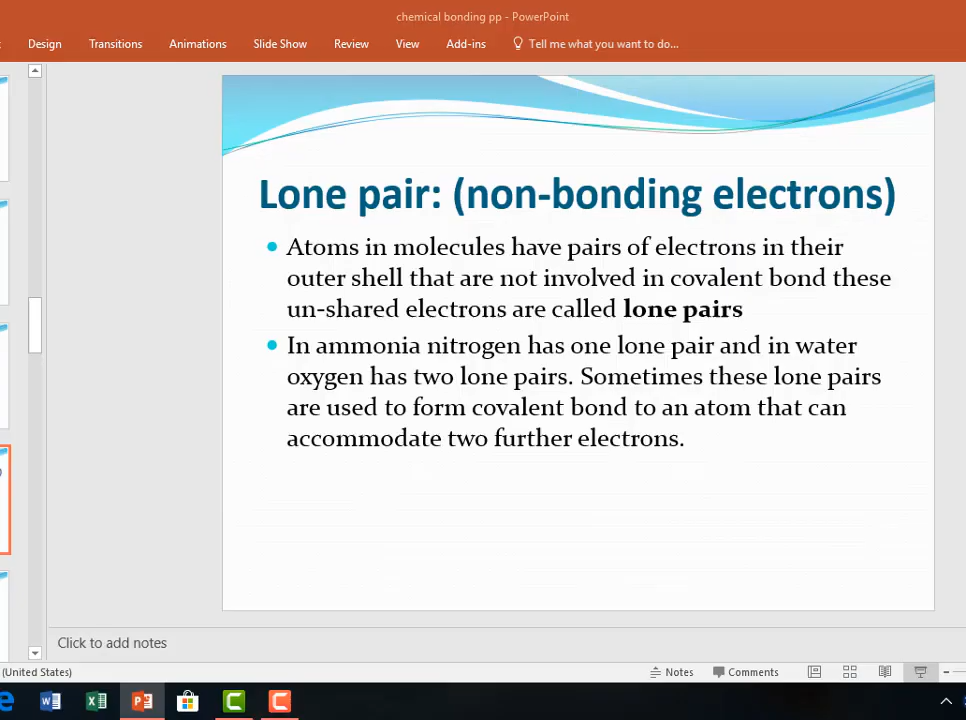 chemical bonding pp - PowerPoint
Design Transitions Animations Slide Show Review View Add-ins Tell me what you want to do...
Lone pair: (non-bonding electrons)
Atoms in molecules have pairs of electrons in their
outer shell that are not involved in covalent bond these
un-shared electrons are called lone pairs
In ammonia nitrogen has one lone pair and in water
oxygen has two lone pairs. Sometimes these lone pairs
are used to form covalent bond to an atom that can
accommodate two further electrons.
Click to add notes
(United States) Notes Comments